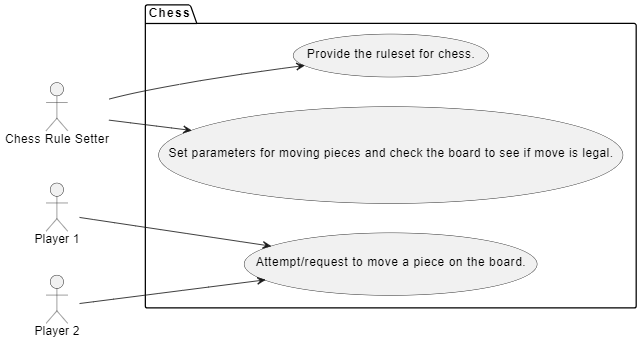 Chess
Provide the ruleset for chess.
Chess Rule Setter
Set parameters for moving pieces and check the board to see if move is legal.
Player 1
Attempt/request to move a piece on the board.
Player 2